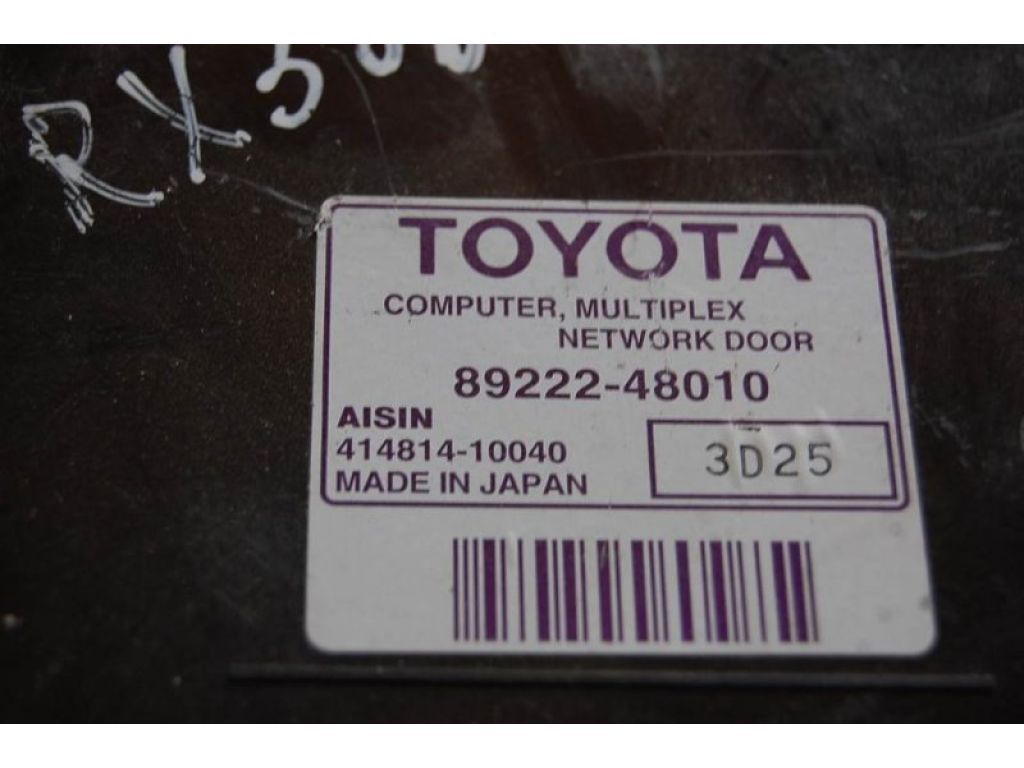 RX300
TOYOTA
COMPUTER, MULTIPLEX
NETWORK DOOR
89222-48010
AISIN
414814-10040
3D25
MADE IN JAPAN